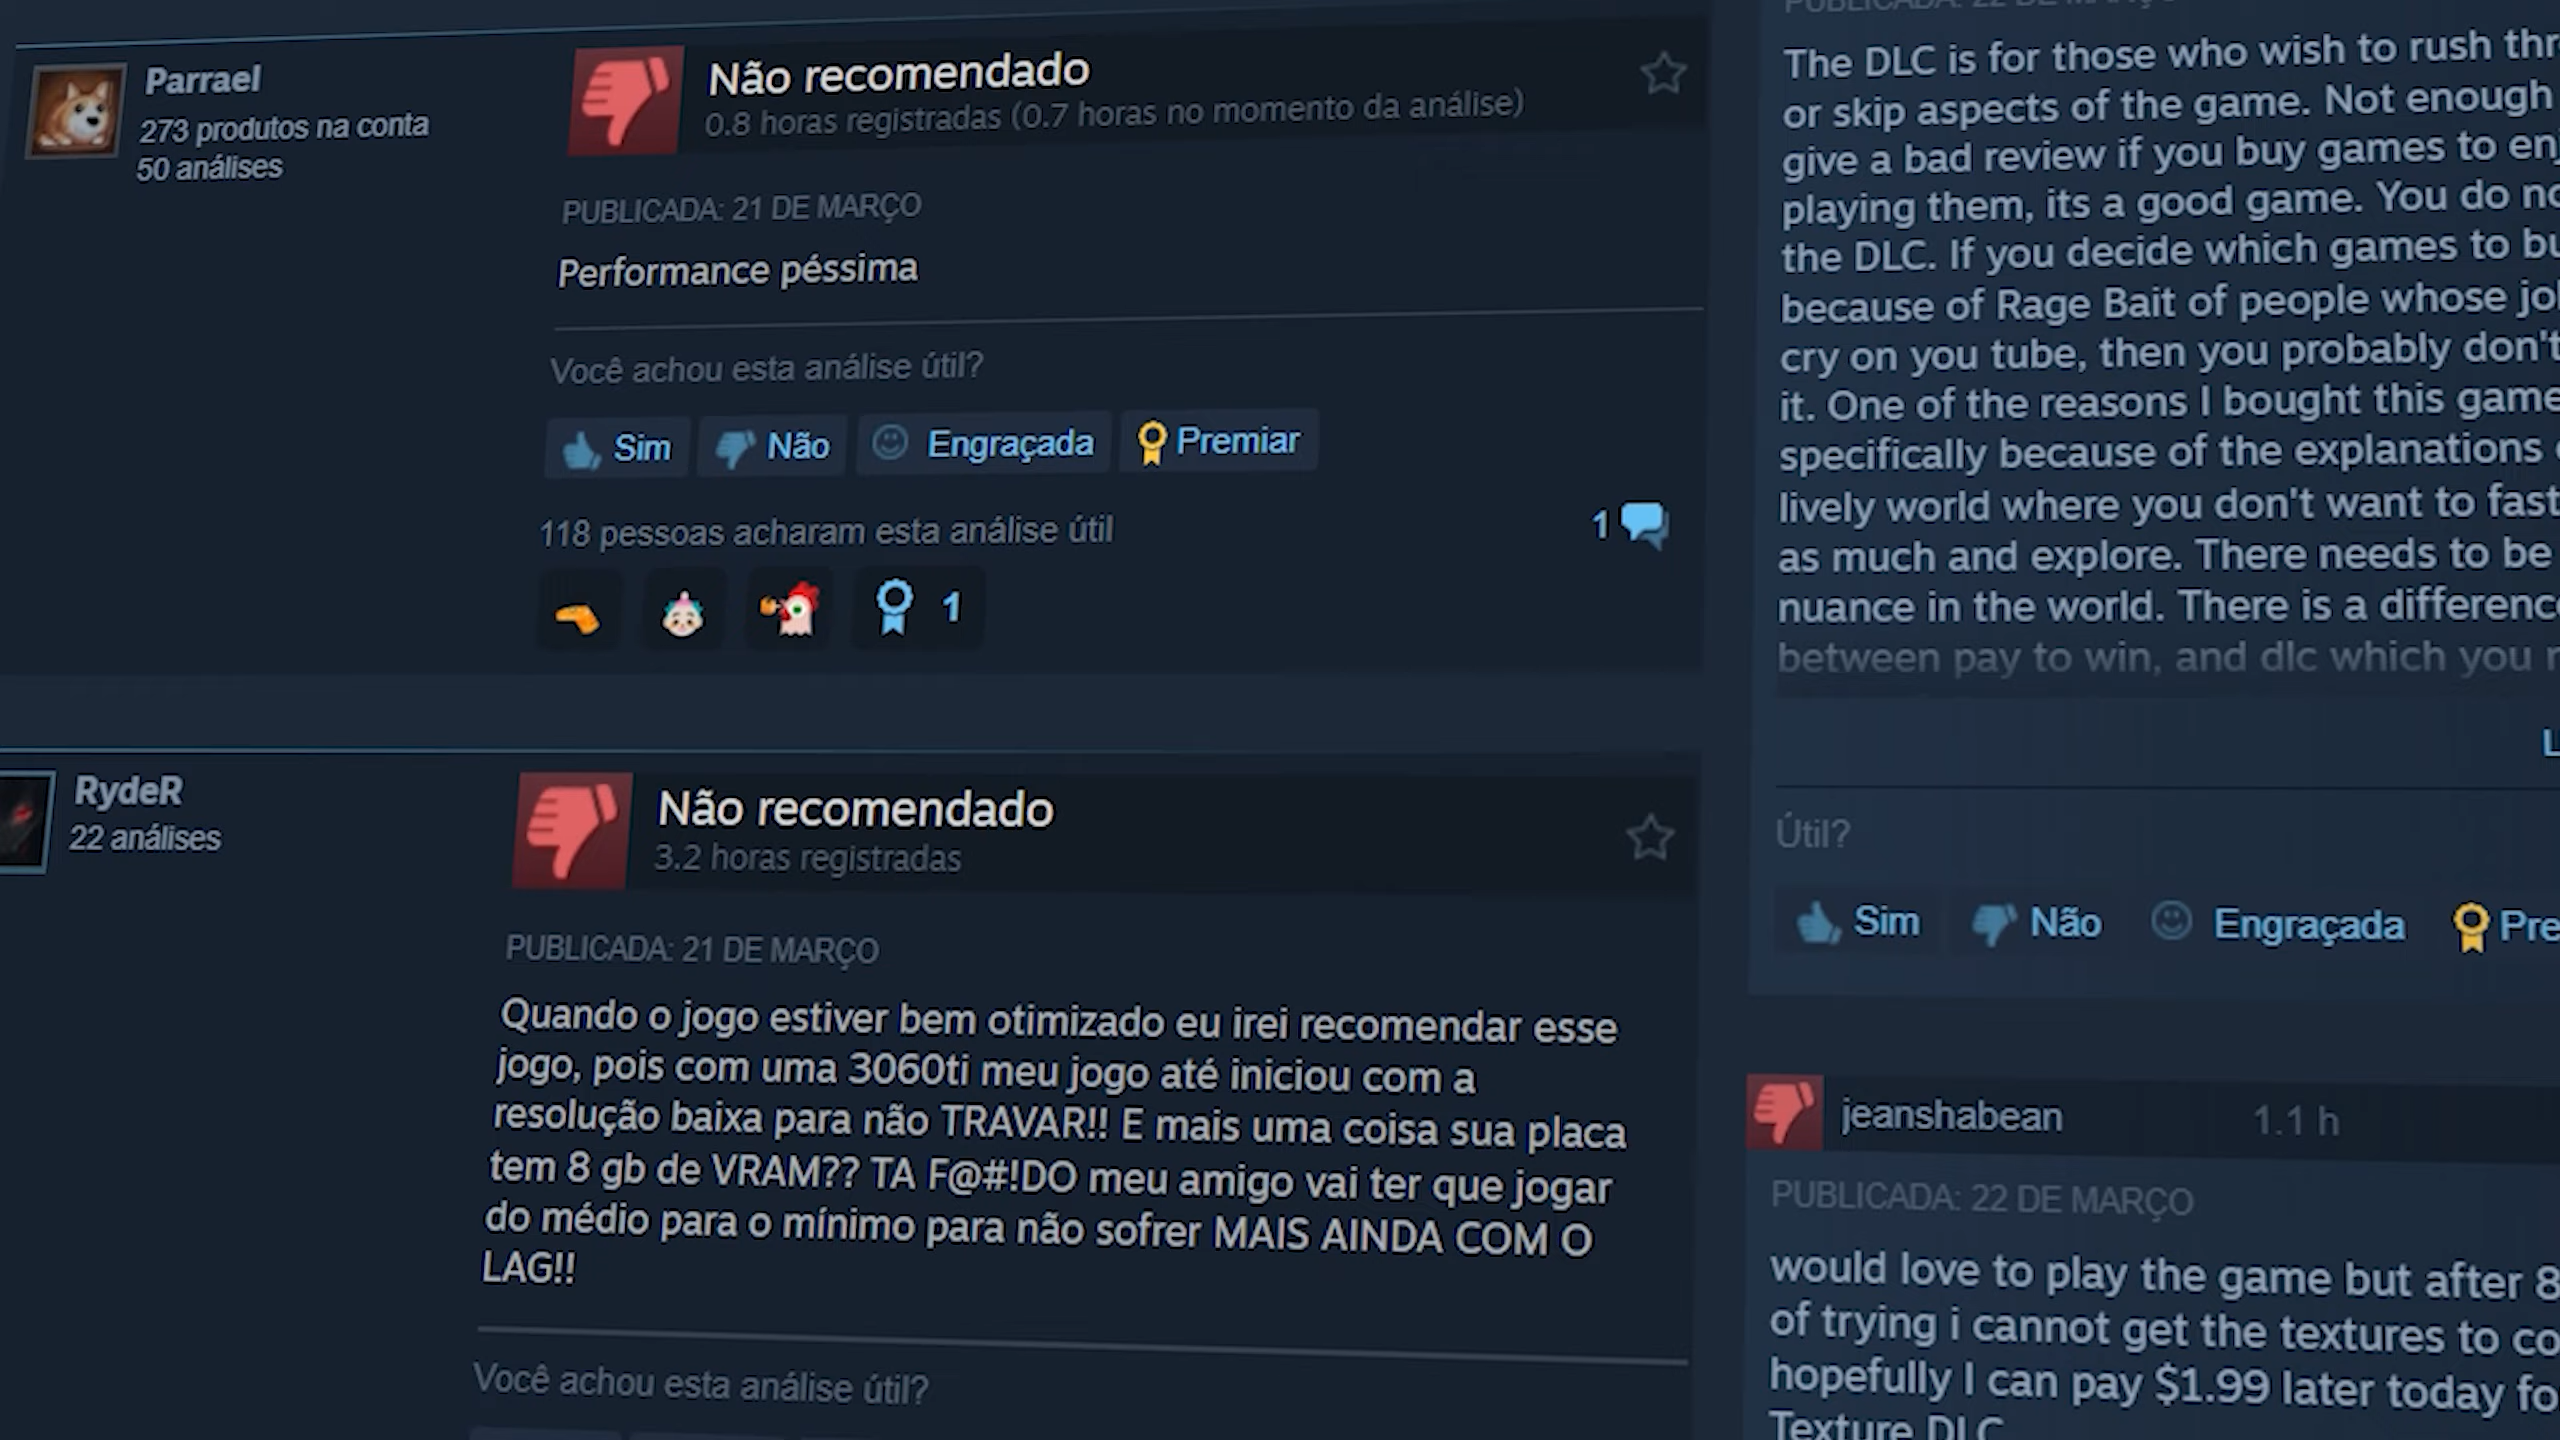 Parrael
273 produtos na conta
50 análises
Não recomendado
0.8 horas registradas (0.7 horas no momento da análise)
PUBLICADA: 21 DE MARÇO
Performance péssima
Você achou esta análise útil?
Sim
Não
Engraçada
Premiar
118 pessoas acharam esta análise útil
1
1
RydeR
22 análises
Não recomendado
3.2 horas registradas
PUBLICADA: 21 DE MARÇO
Quando o jogo estiver bem otimizado eu irei recomendar esse
jogo, pois com uma 3060ti meu jogo até iniciou com a
resolução baixa para não TRAVAR!! E mais uma coisa sua placa
tem 8 gb de VRAM?? TA F@#!DO meu amigo vai ter que jogar
do médio para o mínimo para não sofrer MAIS AINDA COM O
LAG!!
Você achou esta análise útil?
PUBLICADA: 22 DE MARÇO
The DLC is for those who wish to rush
or skip aspects of the game. Not enough
give a bad review if you buy games to
playing them, its a good game. You do
the DLC. If you decide which games to
because of Rage Bait of people whose
cry on you tube, then you probably don't
it. One of the reasons I bought this game
specifically because of the explanations
lively world where you don't want to fast
as much and explore. There needs to be
nuance in the world. There is a
between pay to win, and dlc which you
Útil?
Sim
Não
Engraçada
jeanshabean
1.1 h
PUBLICADA: 22 DE MARÇO
would love to play the game but after 8
of trying i cannot get the textures to
hopefully I can pay $1.99 later today
Texture DLC